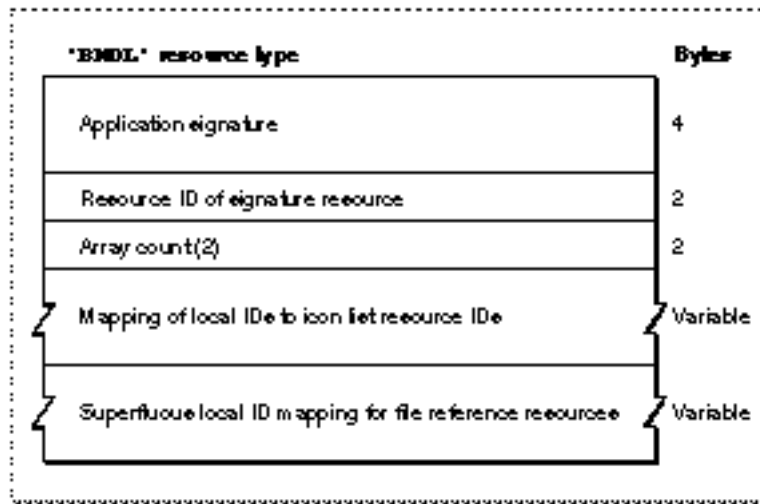 'BNDL' resource type Bytes
Application signature 4
Resource ID of signature resource 2
Array count (2) 2
Mapping of local IDs to icon list resource IDs Variable
Superfluous local ID mapping for file reference resources Variable